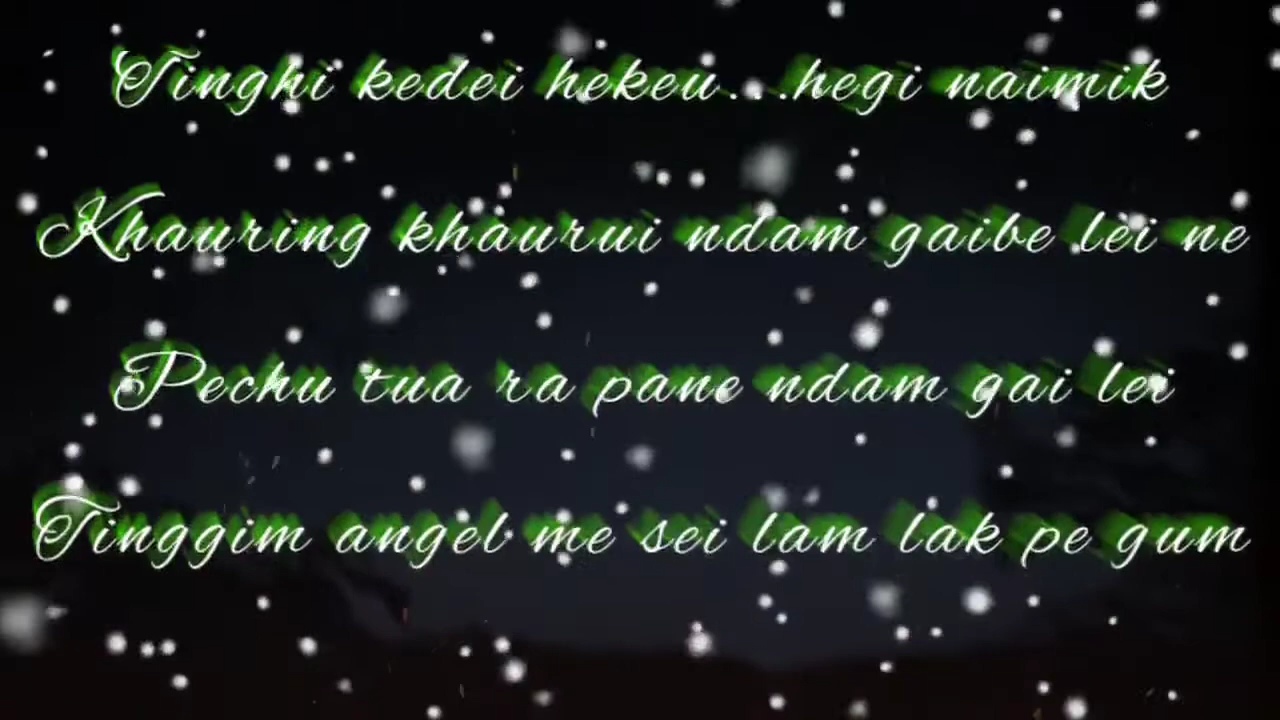 Tinghi kedei hekeu...hegi naimik
Khauring khaurui ndam gaibe lei ne
Pechu tua ra pane ndam gai lei
Tinggim angel me sei lam lak pe gum